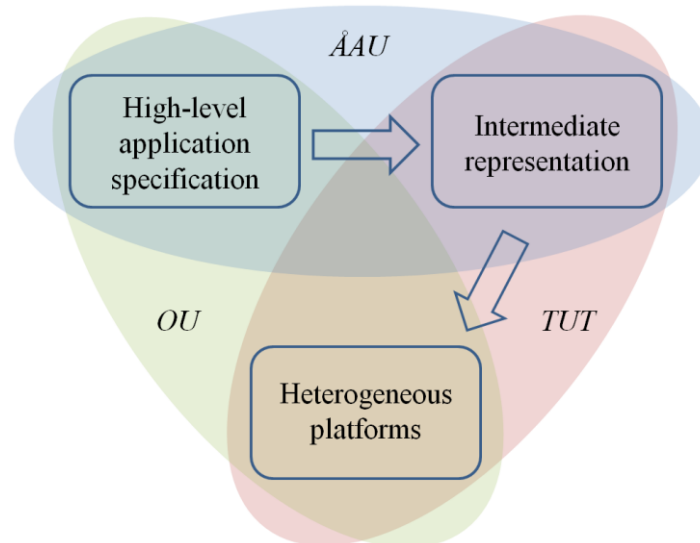 ÅAU
High-level
application
specification
Intermediate
representation
OU
TUT
Heterogeneous
platforms